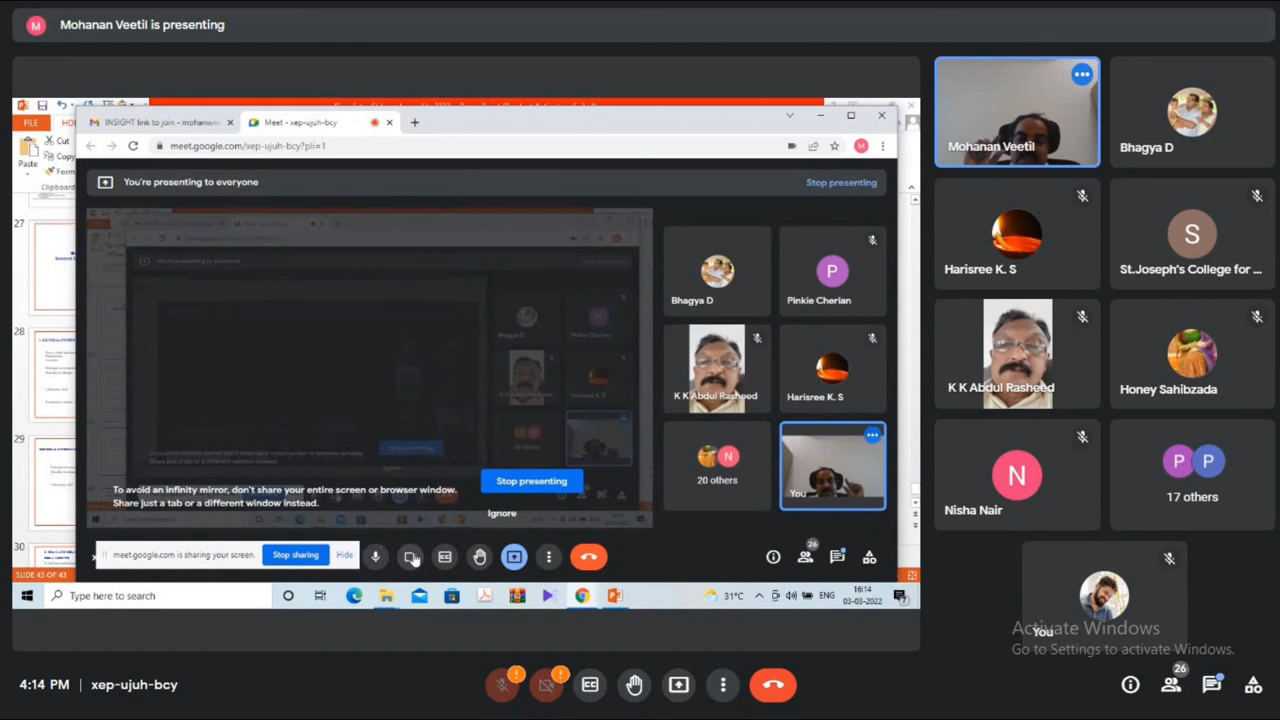 M
Mohanan Veetil is presenting
FILE
INSIGHT link to join - mohanan
Meet - xep-ujuh-bcy
Cut
Copy
Form
Paste
Clipboard
meet.google.com/xep-ujuh-bcy?pli=1
M
You're presenting to everyone
Stop presenting
27
28
29
30
Bhagya D
P
Pinkie Cherian
K K Abdul Rasheed
Harisree K. S
N
20 others
You
To avoid an infinity mirror, don't share your entire screen or browser window.
Share just a tab or a different window instead.
Stop presenting
Ignore
meet.google.com is sharing your screen.
Stop sharing
Hide
26
SLIDE 43 OF 43
Type here to search
31°C
ENG
16:14
03-03-2022
7
Mohanan Veetil
Bhagya D
Harisree K. S
S
St.Joseph's College for ...
K K Abdul Rasheed
Honey Sahibzada
N
Nisha Nair
P P
17 others
You
Activate Windows
Go to Settings to activate Windows.
4:14 PM | xep-ujuh-bcy
26